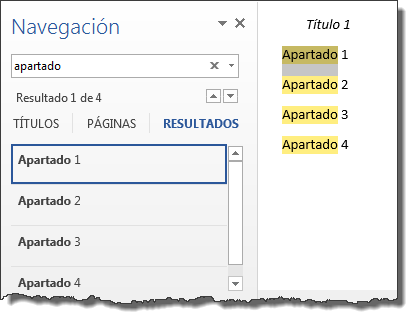 Navegación
apartado
Resultado 1 de 4
TÍTULOS PÁGINAS RESULTADOS
Apartado 1
Apartado 2
Apartado 3
Apartado 4
Título 1
Apartado 1
Apartado 2
Apartado 3
Apartado 4